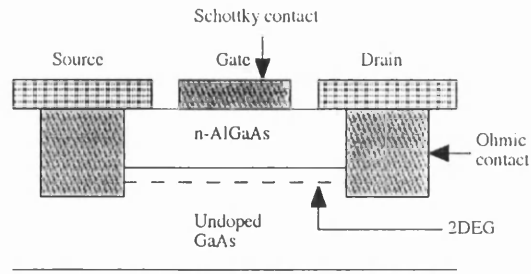 Schottky contact
Source
Gate
Drain
n-AlGaAs
Ohmic
contact
Undoped
GaAs
2DEG